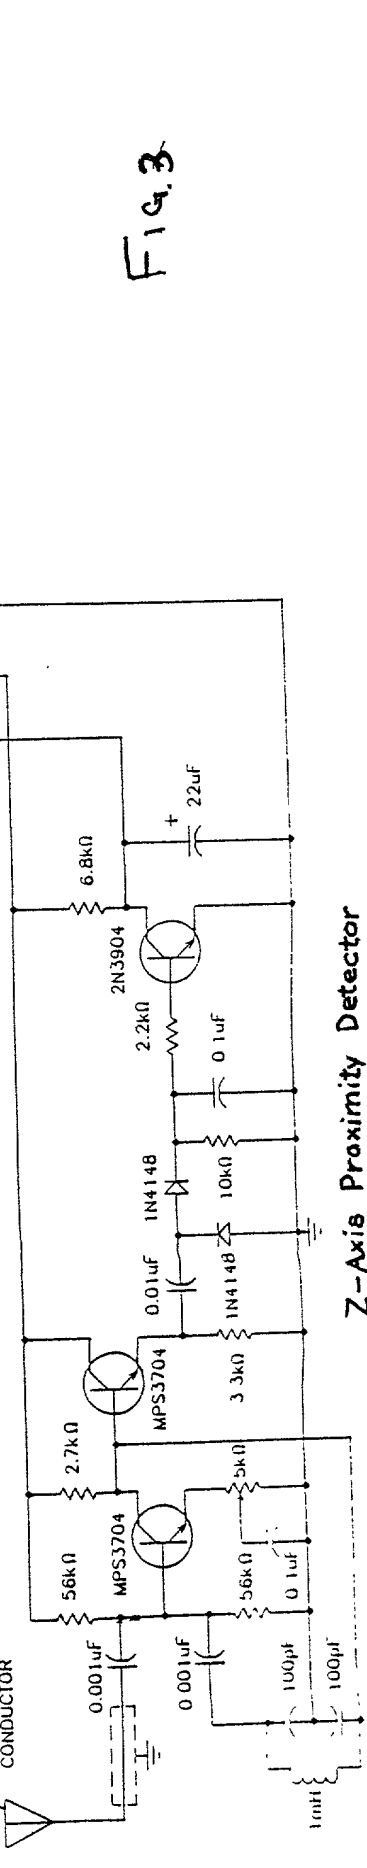 CONDUCTOR
0.001uF
56kΩ
2.7kΩ
MPS3704
MPS3704
0.001uF
56kΩ
5kΩ
0.1uF
100pf
100pf
1mH
0.01uF
3.3kΩ
1N4148
1N4148
10kΩ
0.1uF
2.2kΩ
2N3904
6.8kΩ
+
22uF
Z-Axis Proximity Detector
FIG.3